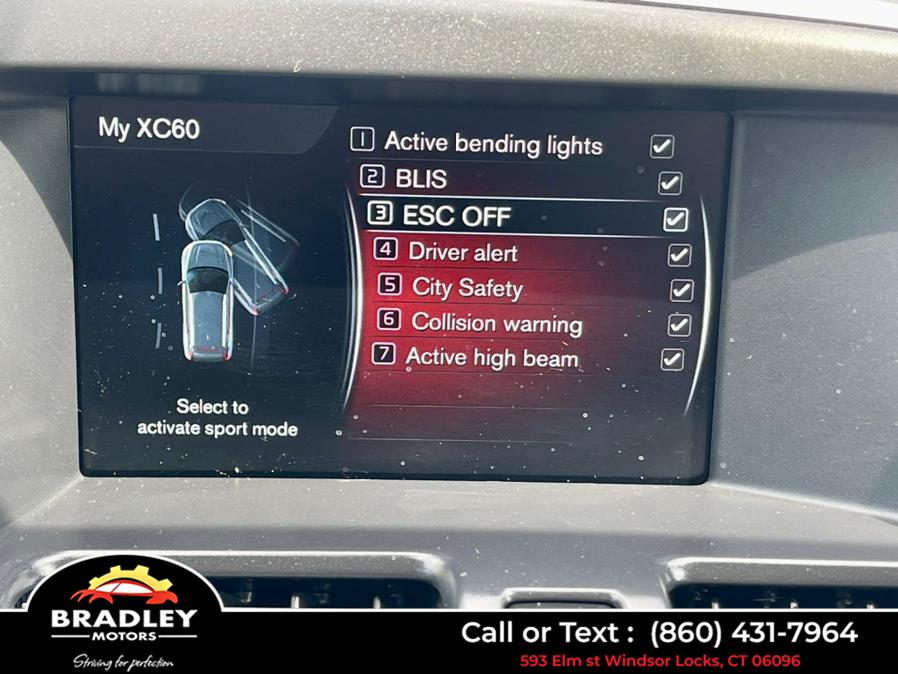 My XC60
1 Active bending lights
2 BLIS
3 ESC OFF
4 Driver alert
5 City Safety
6 Collision warning
7 Active high beam
Select to
activate sport mode
BRADLEY
MOTORS
Striving for perfection
Call or Text : (860) 431-7964
593 Elm st Windsor Locks, CT 06096